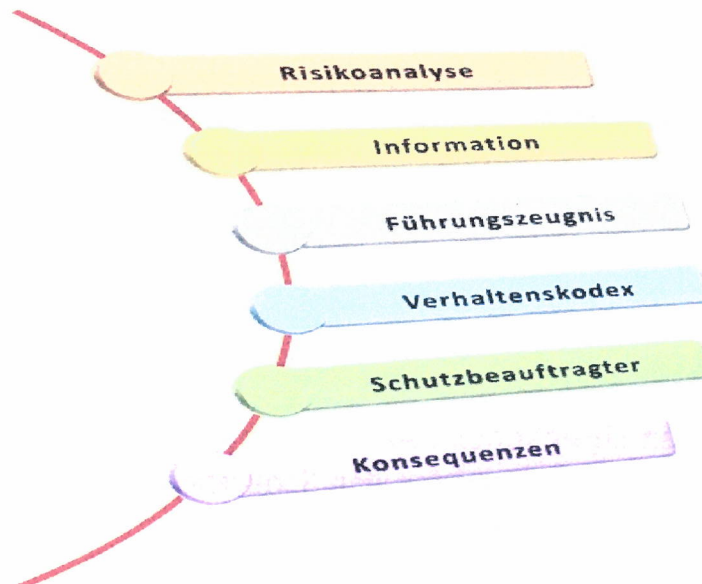 Risikoanalyse
Information
Führungszeugnis
Verhaltenskodex
Schutzbeauftragter
Konsequenzen